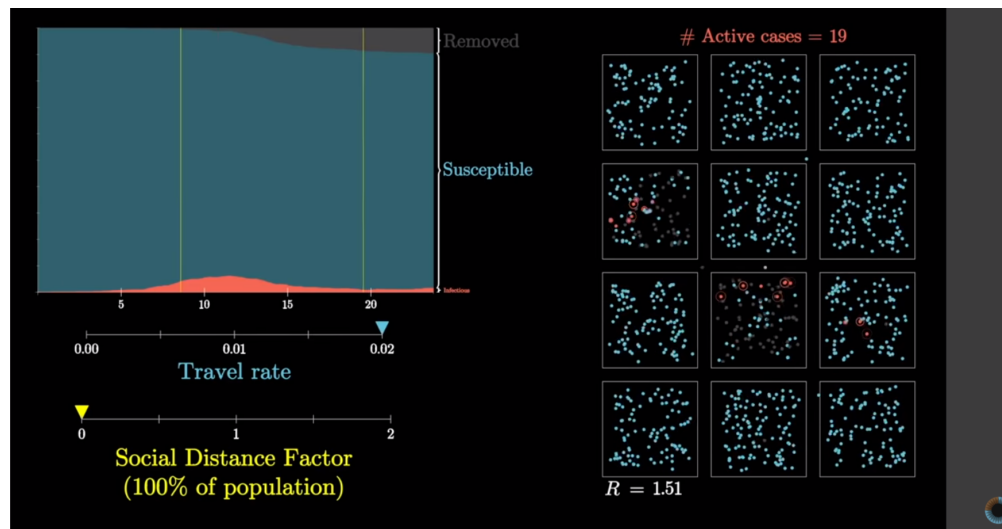 Removed
Susceptible
Infectious
5 10 15 20
0.00 0.01 0.02
Travel rate
0 1 2
Social Distance Factor
(100% of population)
# Active cases = 19
R = 1.51